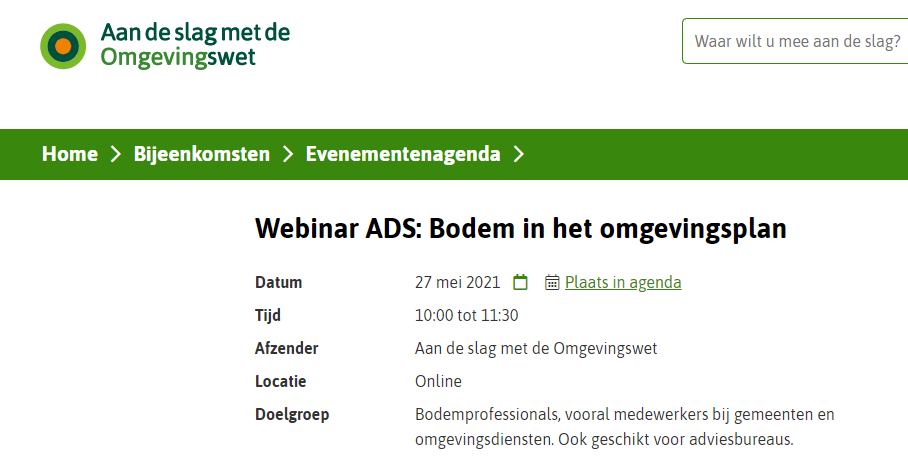 Aan de slag met de
Omgevingswet
Waar wilt u mee aan de slag?
Home Bijeenkomsten Evenementenagenda
Webinar ADS: Bodem in het omgevingsplan
Datum 27 mei 2021 Plaats in agenda
Tijd 10:00 tot 11:30
Afzender Aan de slag met de Omgevingswet
Locatie Online
Doelgroep Bodemprofessionals, vooral medewerkers bij gemeenten en
omgevingsdiensten. Ook geschikt voor adviesbureaus.